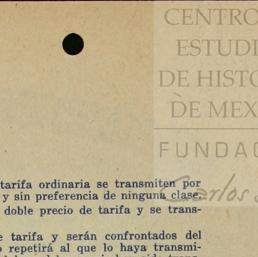 CENTRO
ESTUDI
DE HISTO
DE MEX
FUNDAC
Carlos
tarifa ordinaria se transmiten por
y sin preferencia de ninguna clase.
doble precio de tarifa y se trans-
e tarifa y serán confrontados del
o repetirá al que lo haya transmi-